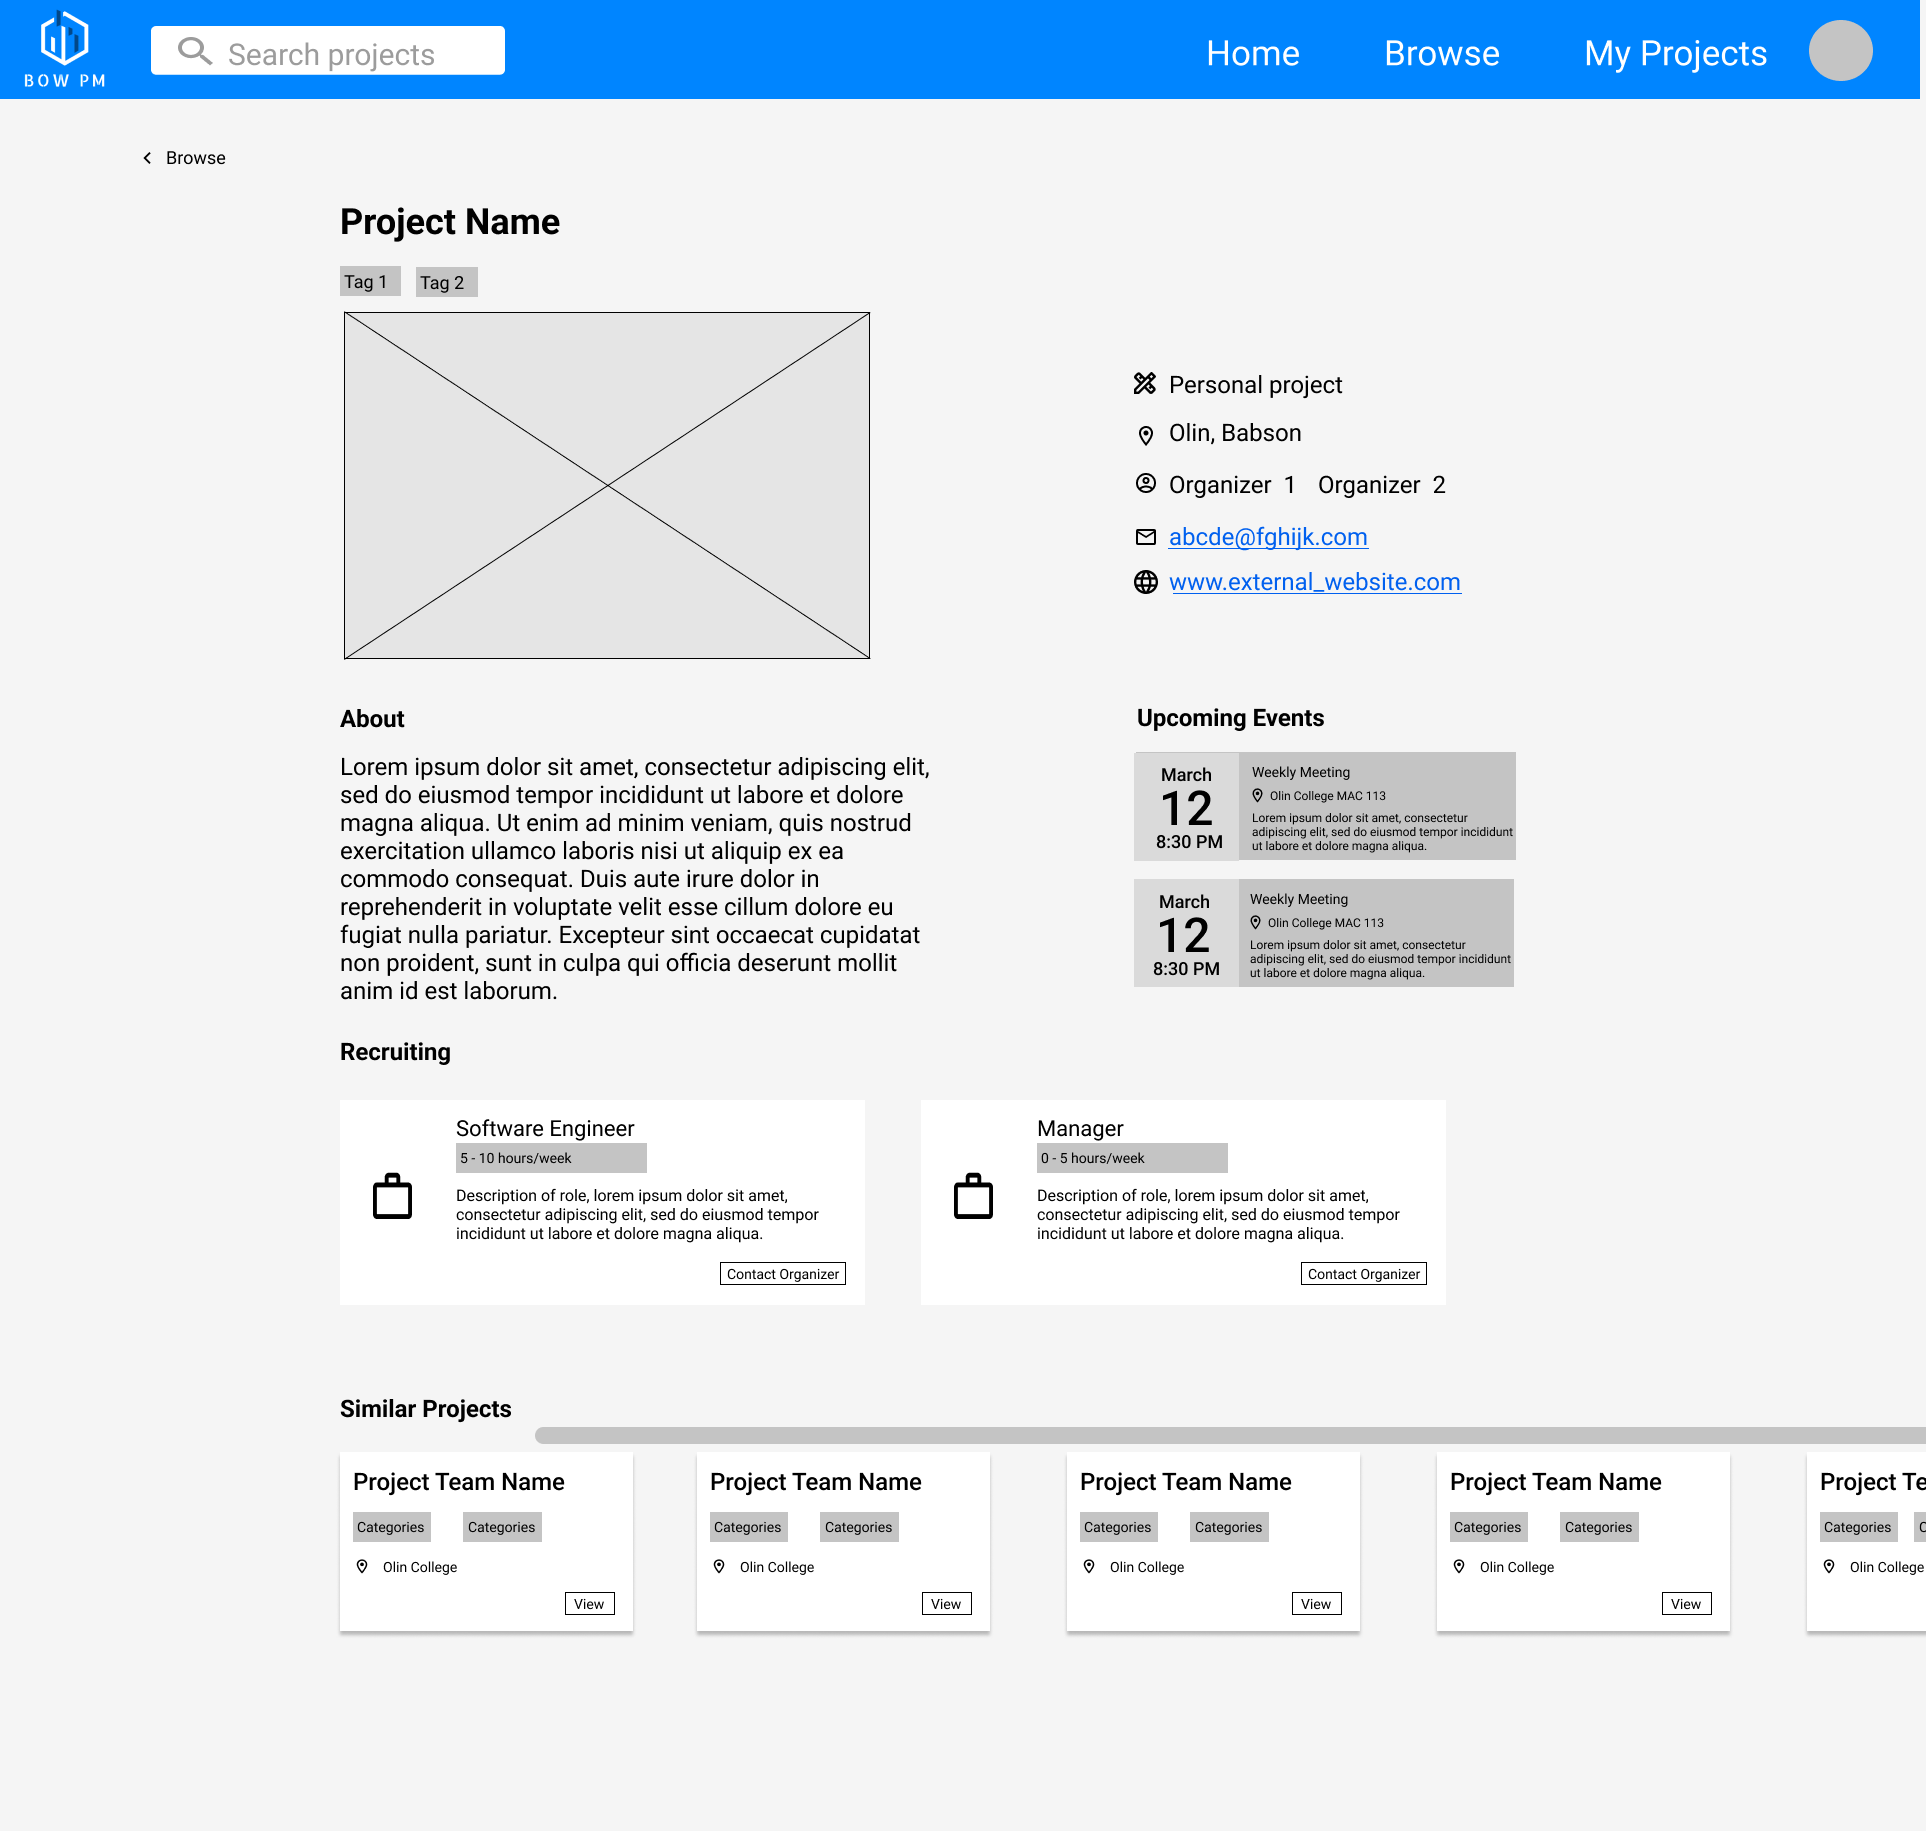 BOW PM
Search projects
Home
Browse
My Projects
Browse
Project Name
Tag 1
Tag 2
Personal project
Olin, Babson
Organizer 1 Organizer 2
abcde@fghijk.com
www.external_website.com
About
Lorem ipsum dolor sit amet, consectetur adipiscing elit,
sed do eiusmod tempor incididunt ut labore et dolore
magna aliqua. Ut enim ad minim veniam, quis nostrud
exercitation ullamco laboris nisi ut aliquip ex ea
commodo consequat. Duis aute irure dolor in
reprehenderit in voluptate velit esse cillum dolore eu
fugiat nulla pariatur. Excepteur sint occaecat cupidatat
non proident, sunt in culpa qui officia deserunt mollit
anim id est laborum.
Upcoming Events
March
12
8:30 PM
Weekly Meeting
Olin College MAC 113
Lorem ipsum dolor sit amet, consectetur
adipiscing elit, sed do eiusmod tempor incididunt
ut labore et dolore magna aliqua.
March
12
8:30 PM
Weekly Meeting
Olin College MAC 113
Lorem ipsum dolor sit amet, consectetur
adipiscing elit, sed do eiusmod tempor incididunt
ut labore et dolore magna aliqua.
Recruiting
Software Engineer
5 - 10 hours/week
Description of role, lorem ipsum dolor sit amet,
consectetur adipiscing elit, sed do eiusmod tempor
incididunt ut labore et dolore magna aliqua.
Contact Organizer
Manager
0 - 5 hours/week
Description of role, lorem ipsum dolor sit amet,
consectetur adipiscing elit, sed do eiusmod tempor
incididunt ut labore et dolore magna aliqua.
Contact Organizer
Similar Projects
Project Team Name
Categories
Categories
Olin College
View
Project Team Name
Categories
Categories
Olin College
View
Project Team Name
Categories
Categories
Olin College
View
Project Team Name
Categories
Categories
Olin College
View
Project Te
Categories
C
Olin College